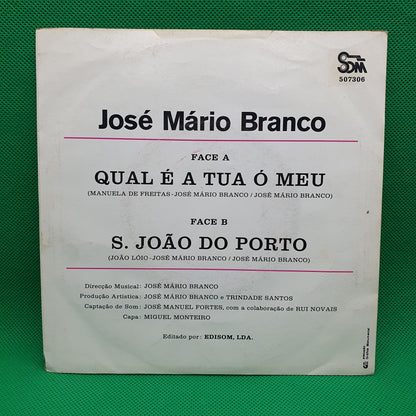 SOM
507306
José Mário Branco
FACE A
QUAL É A TUA Ó MEU
(MANUELA DE FREITAS - JOSÉ MÁRIO BRANCO / JOSÉ MÁRIO BRANCO)
FACE B
S. JOÃO DO PORTO
(JOÃO LÓIO - JOSÉ MÁRIO BRANCO / JOSÉ MÁRIO BRANCO)
Direcção Musical: JOSÉ MÁRIO BRANCO
Produção Artística: JOSÉ MÁRIO BRANCO e TRINDADE SANTOS
Captação de Som: JOSÉ MANUEL FORTES, com a colaboração de RUI NOVAIS
Capa: MIGUEL MONTEIRO
Editado por: EDISOM, LDA.